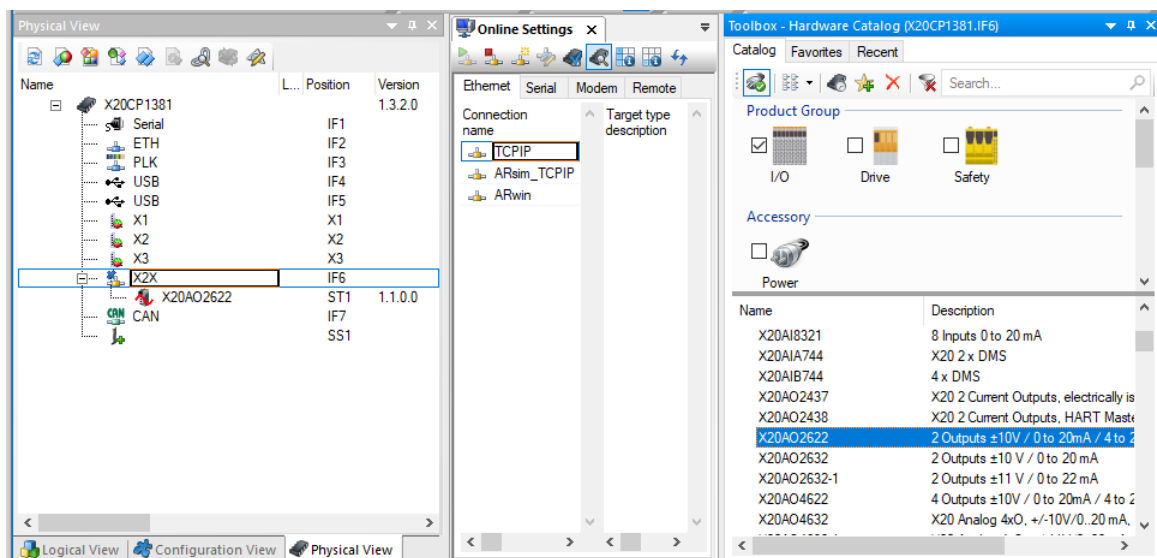 Physical View
Name L... Position Version
X20CP1381 1.3.2.0
Serial IF1
ETH IF2
PLK IF3
USB IF4
USB IF5
X1 X1
X2 X2
X3 X3
X2X IF6
X20AO2622 ST1 1.1.0.0
CAN CAN IF7
SS1
Logical View Configuration View Physical View
Online Settings X
Ethernet Serial Modem Remote
Connection name
Target type description
TCPIP
ARsim_TCPIP
ARwin
Toolbox - Hardware Catalog (X20CP1381.IF6)
Catalog Favorites Recent
Search...
Product Group
I/O Drive Safety
Accessory
Power
Name Description
X20AI8321 8 Inputs 0 to 20 mA
X20AIA744 X20 2 x DMS
X20AIB744 4 x DMS
X20AO2437 X20 2 Current Outputs, electrically is
X20AO2438 X20 2 Current Outputs, HART Maste
X20AO2622 2 Outputs ±10V / 0 to 20mA / 4 to 2
X20AO2632 2 Outputs ±10 V / 0 to 20 mA
X20AO2632-1 2 Outputs ±11 V / 0 to 22 mA
X20AO4622 4 Outputs ±10V / 0 to 20mA / 4 to 2
X20AO4632 X20 Analog 4xO, +/-10V/0..20 mA,